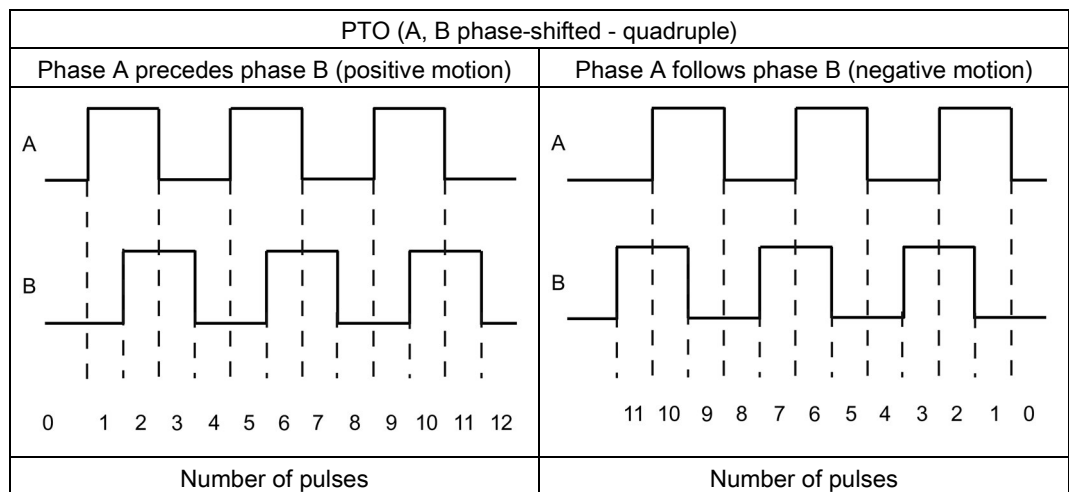 PTO (A, B phase-shifted - quadruple)
Phase A precedes phase B (positive motion)
Phase A follows phase B (negative motion)
A
B
0 1 2 3 4 5 6 7 8 9 10 11 12
A
B
11 10 9 8 7 6 5 4 3 2 1 0
Number of pulses
Number of pulses